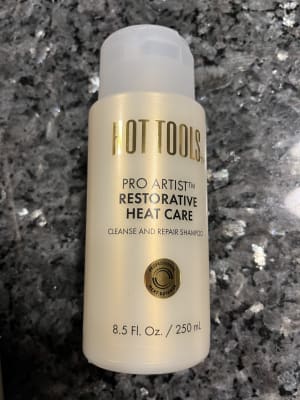 HOT TOOLS
PRO ARTIST™
RESTORATIVE
HEAT CARE
CLEANSE AND REPAIR SHAMPOO
8.5 Fl. Oz. / 250 mL